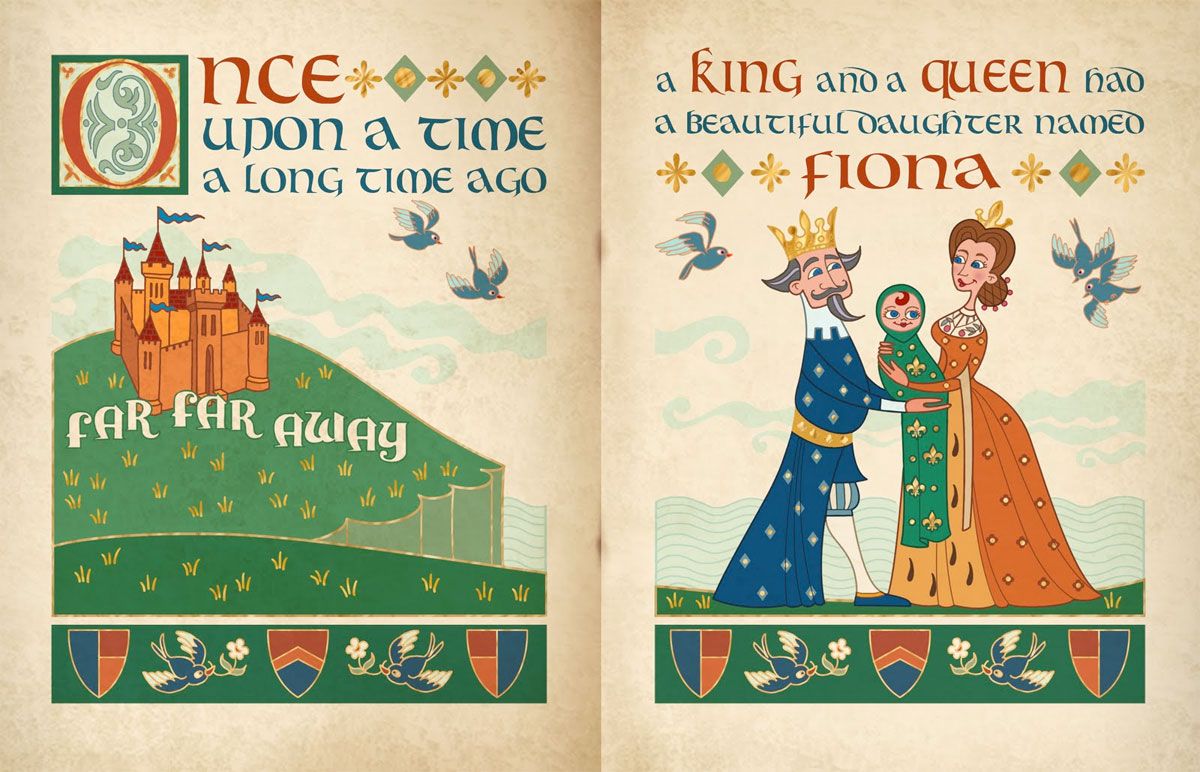 Once
upon a time
a long time ago
far far away
a King and a Queen had
a beautiful daughter named
Fiona